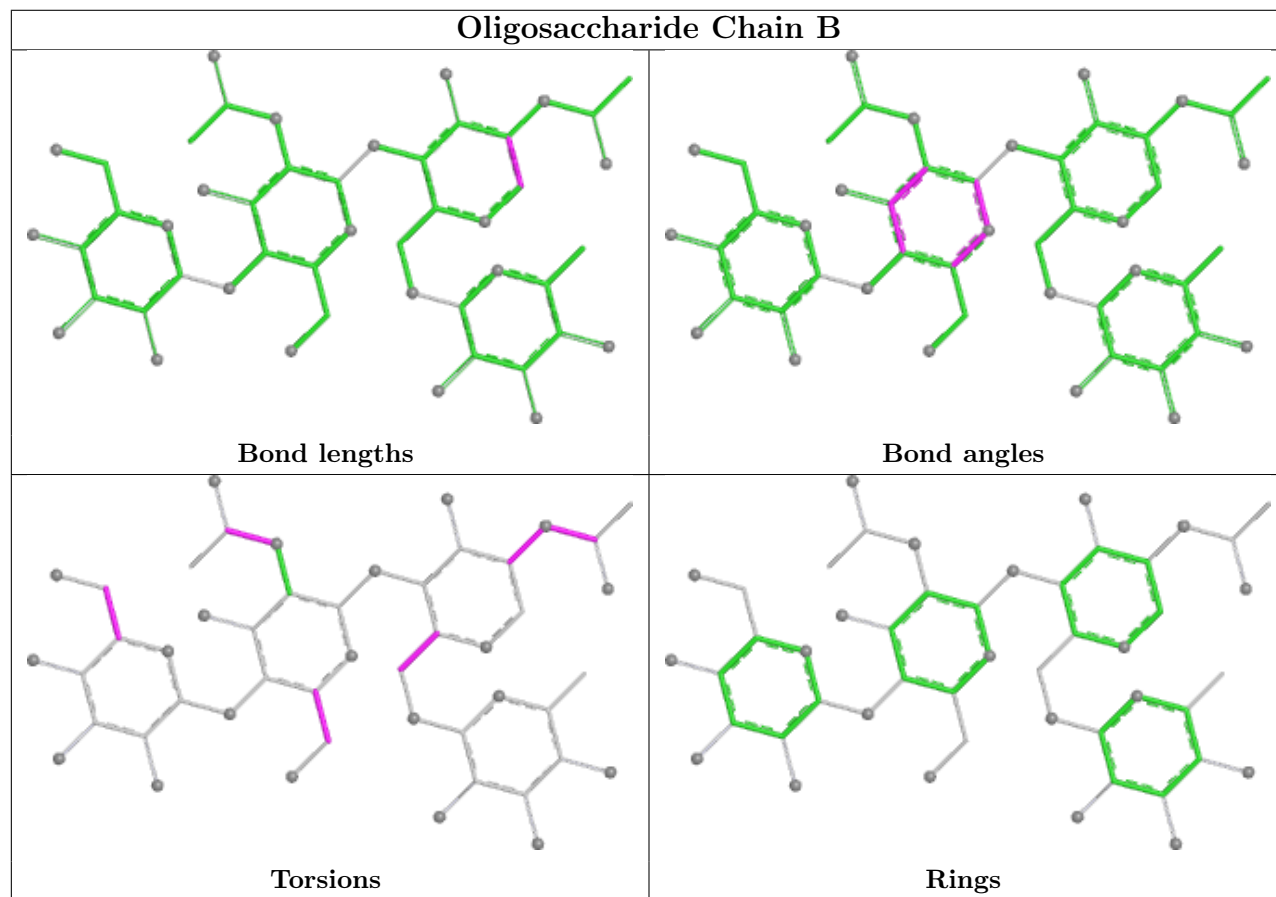 Oligosaccharide Chain B
Bond lengths
Bond angles
Torsions
Rings